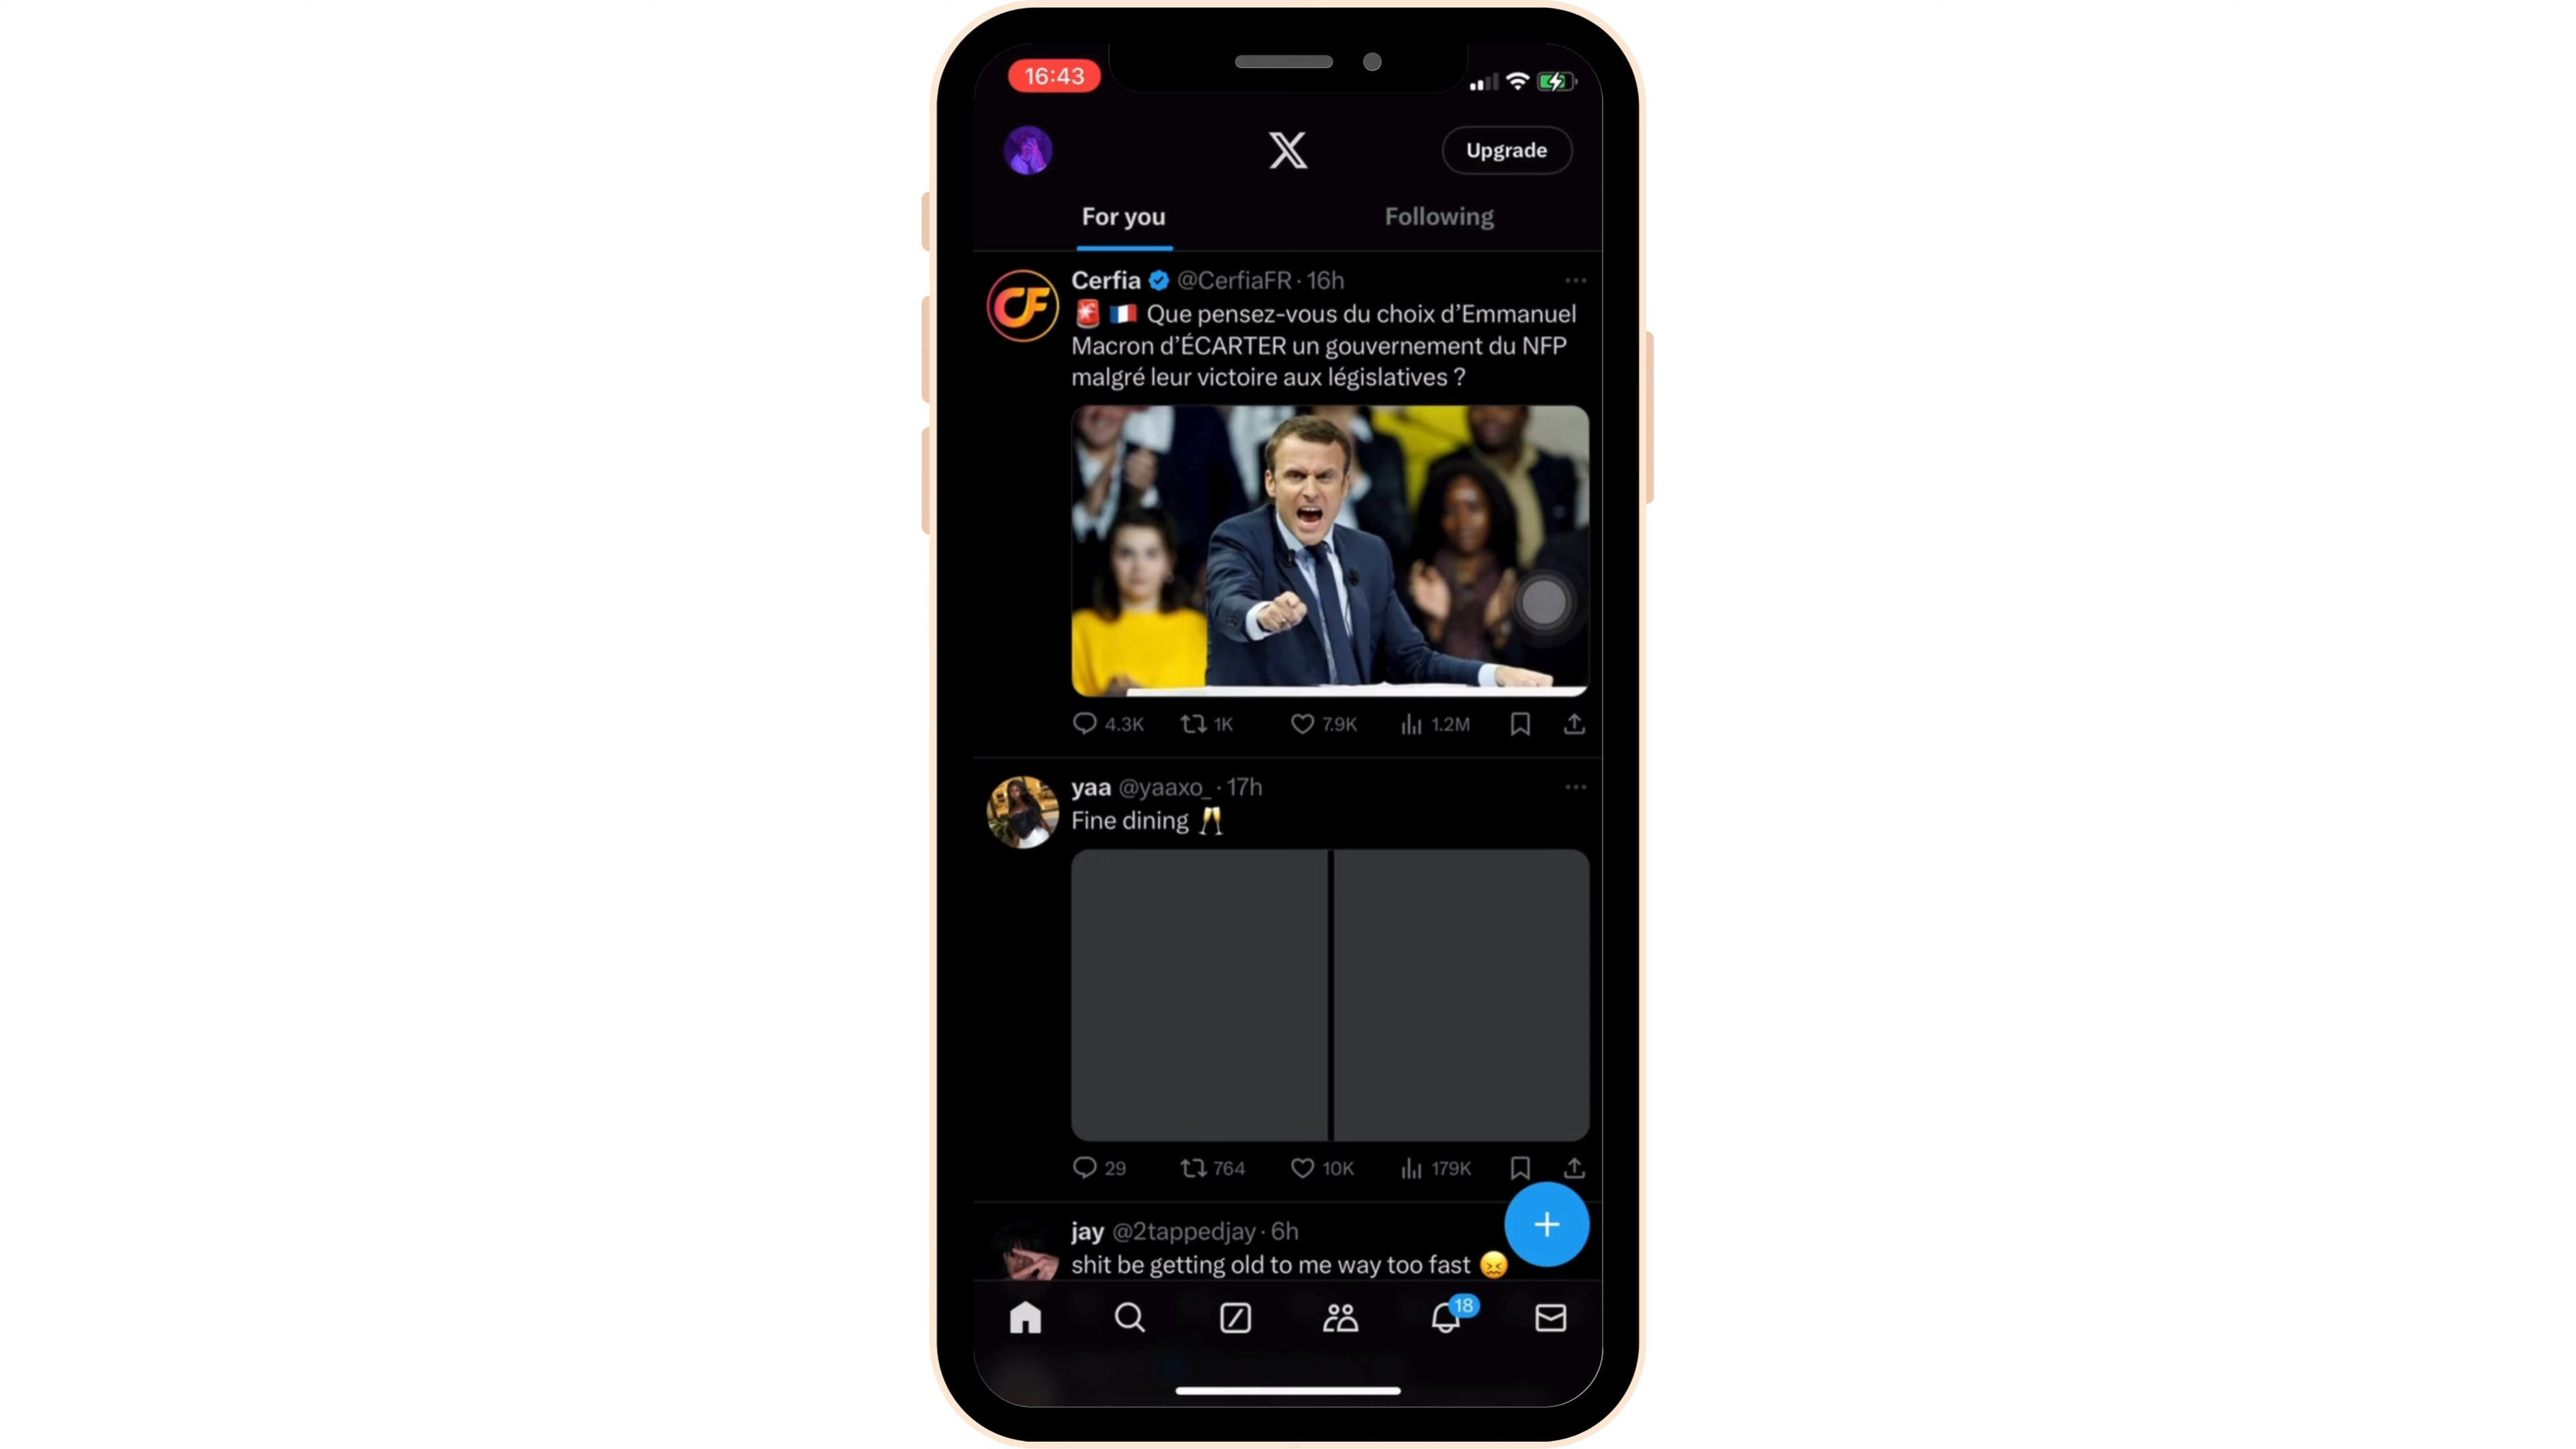 16:43
X
Upgrade
For you
Following
Cerfia @CerfiaFR · 16h
🚨 🇫🇷 Que pensez-vous du choix d’Emmanuel
Macron d’ÉCARTER un gouvernement du NFP
malgré leur victoire aux législatives ?
4.3K 1K 7.9K 1.2M
yaa @yaaxo_ · 17h
Fine dining 🥂
29 764 10K 179K
jay @2tappedjay · 6h
shit be getting old to me way too fast 😖
18